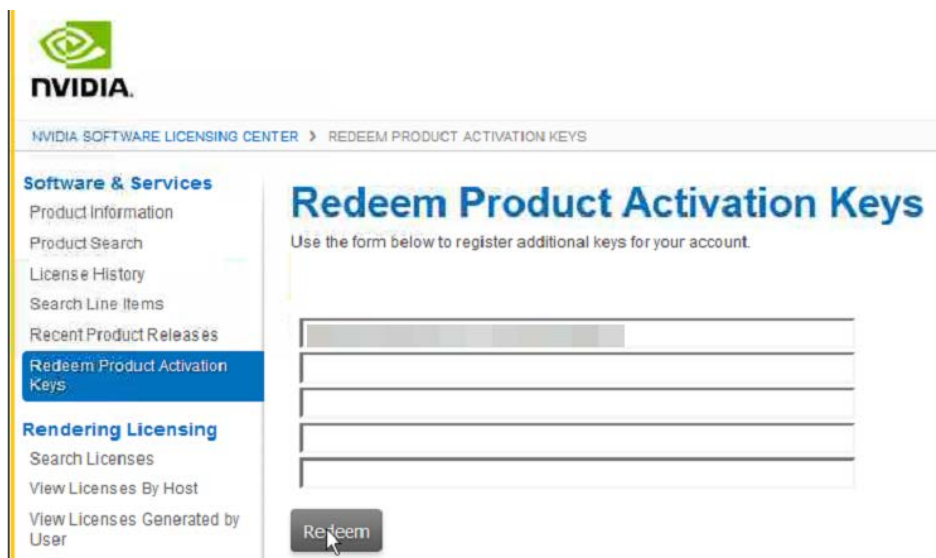 NVIDIA.
NVIDIA SOFTWARE LICENSING CENTER > REDEEM PRODUCT ACTIVATION KEYS
Software & Services
Product Information
Product Search
License History
Search Line Items
Recent Product Releases
Redeem Product Activation
Keys
Rendering Licensing
Search Licenses
View Licenses By Host
View Licenses Generated by
User
Redeem Product Activation Keys
Use the form below to register additional keys for your account.
Redeem